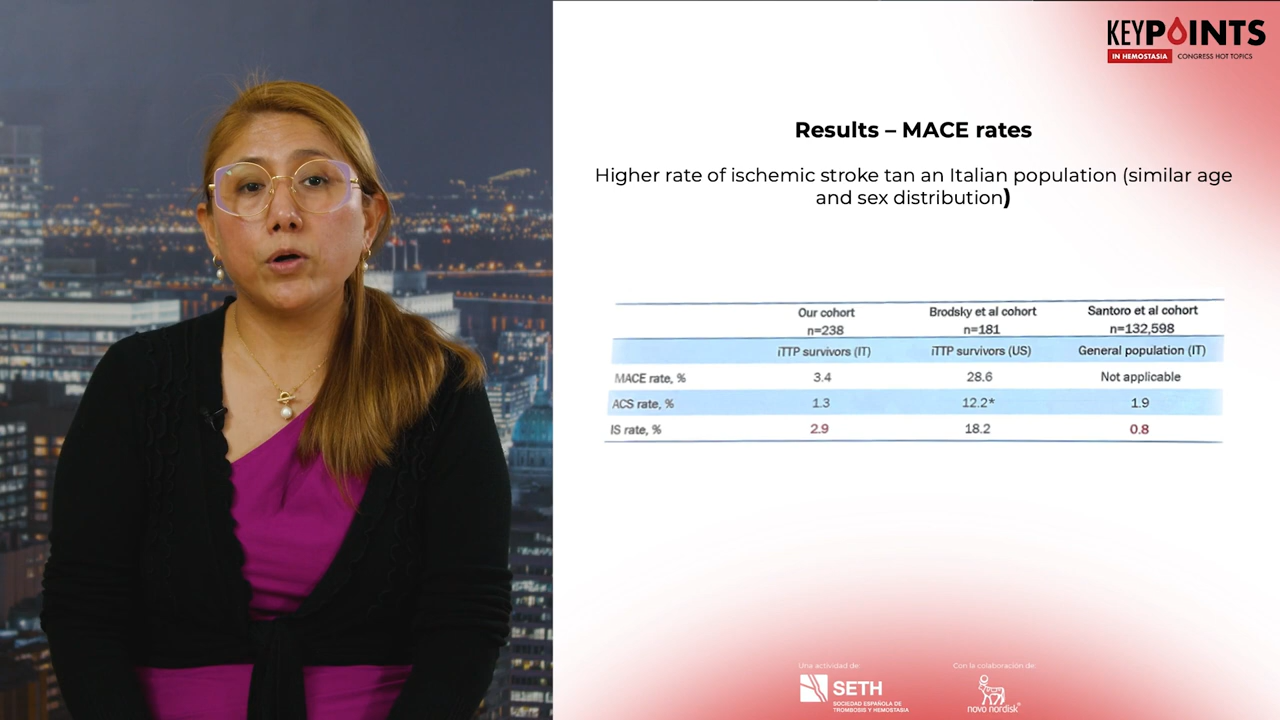 KEYPOINTS
IN HEMOSTASIA CONGRESS HOT TOPICS
Results – MACE rates
Higher rate of ischemic stroke tan an Italian population (similar age
and sex distribution)
Our cohort Brodsky et al cohort Santoro et al cohort
n=238 n=181 n=132,598
iTTP survivors (IT) iTTP survivors (US) General population (IT)
MACE rate, % 3.4 28.6 Not applicable
ACS rate, % 1.3 12.2* 1.9
IS rate, % 2.9 18.2 0.8
Una actividad de: Con la colaboración de:
SETH
SOCIEDAD ESPAÑOLA DE
TROMBOSIS Y HEMOSTASIA
novo nordisk®